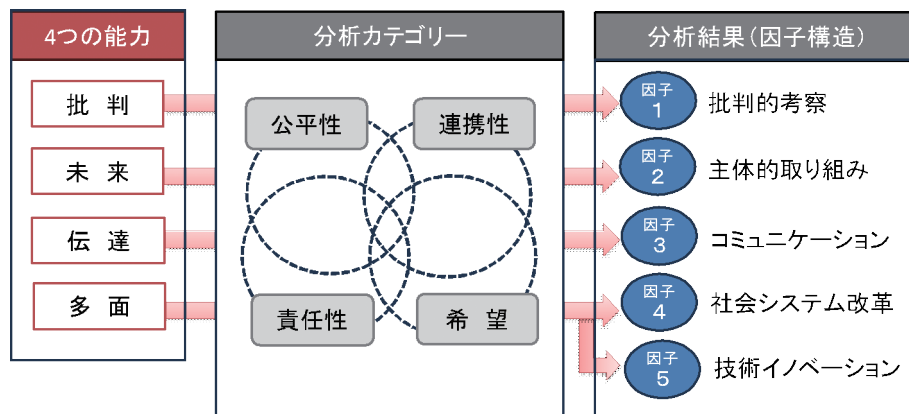 4つの能力
批 判
未 来
伝 達
多 面
分析カテゴリー
公平性
連携性
責任性
希 望
分析結果(因子構造)
因子
1
批判的考察
因子
2
主体的取り組み
因子
3
コミュニケーション
因子
4
社会システム改革
因子
5
技術イノベーション